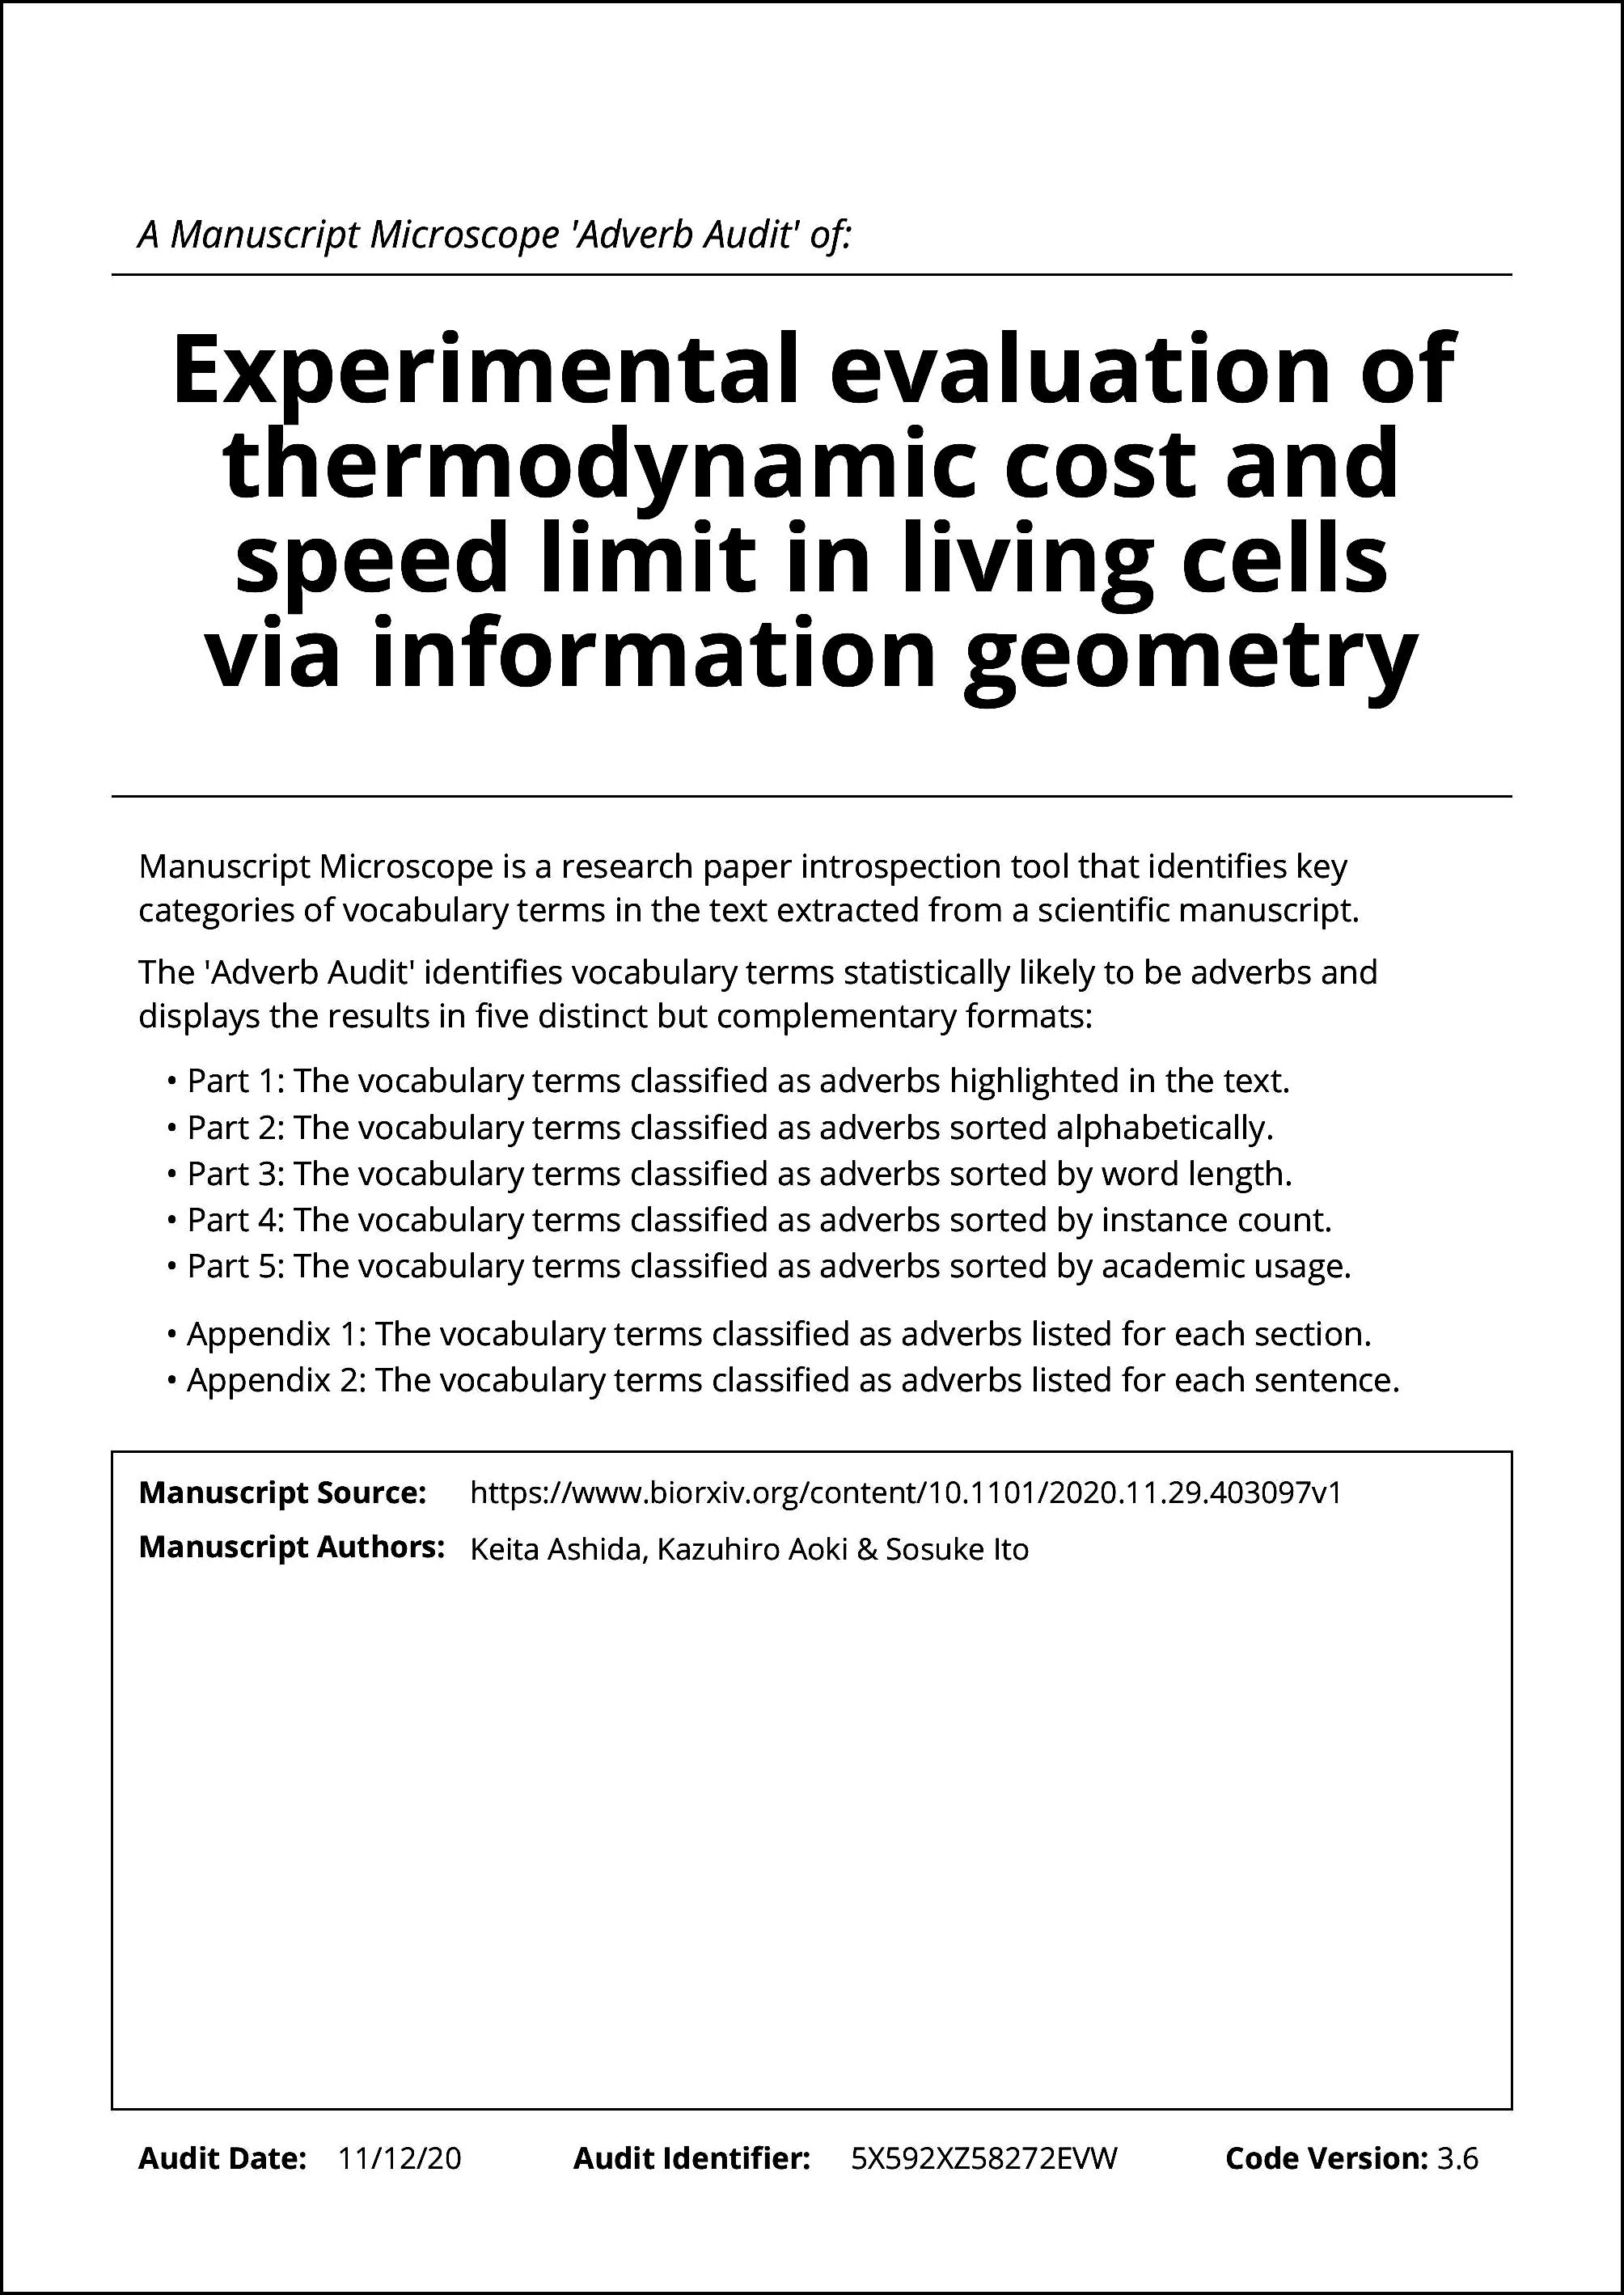 A Manuscript Microscope 'Adverb Audit' of:
Experimental evaluation of
thermodynamic cost and
speed limit in living cells
via information geometry
Manuscript Microscope is a research paper introspection tool that identifies key
categories of vocabulary terms in the text extracted from a scientific manuscript.
The 'Adverb Audit' identifies vocabulary terms statistically likely to be adverbs and
displays the results in five distinct but complementary formats:
• Part 1: The vocabulary terms classified as adverbs highlighted in the text.
• Part 2: The vocabulary terms classified as adverbs sorted alphabetically.
• Part 3: The vocabulary terms classified as adverbs sorted by word length.
• Part 4: The vocabulary terms classified as adverbs sorted by instance count.
• Part 5: The vocabulary terms classified as adverbs sorted by academic usage.
• Appendix 1: The vocabulary terms classified as adverbs listed for each section.
• Appendix 2: The vocabulary terms classified as adverbs listed for each sentence.
Manuscript Source: https://www.biorxiv.org/content/10.1101/2020.11.29.403097v1
Manuscript Authors: Keita Ashida, Kazuhiro Aoki & Sosuke Ito
Audit Date: 11/12/20 Audit Identifier: 5X592XZ58272EVW Code Version: 3.6